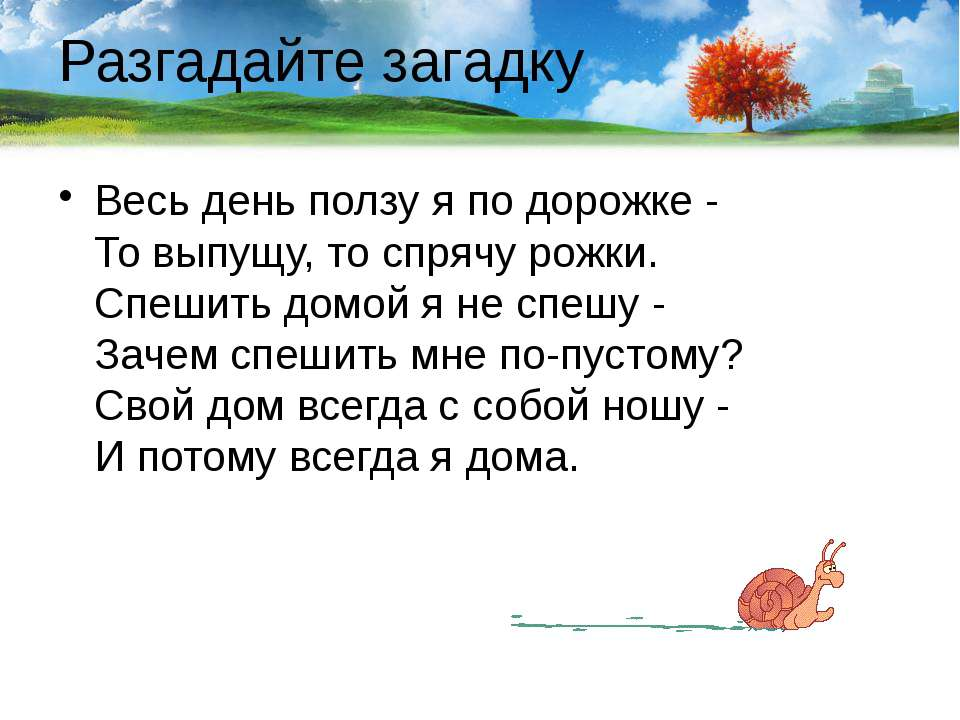 Разгадайте загадку
• Весь день ползу я по дорожке -
То выпущу, то спрячу рожки.
Спешить домой я не спешу -
Зачем спешить мне по-пустому?
Свой дом всегда с собой ношу -
И потому всегда я дома.